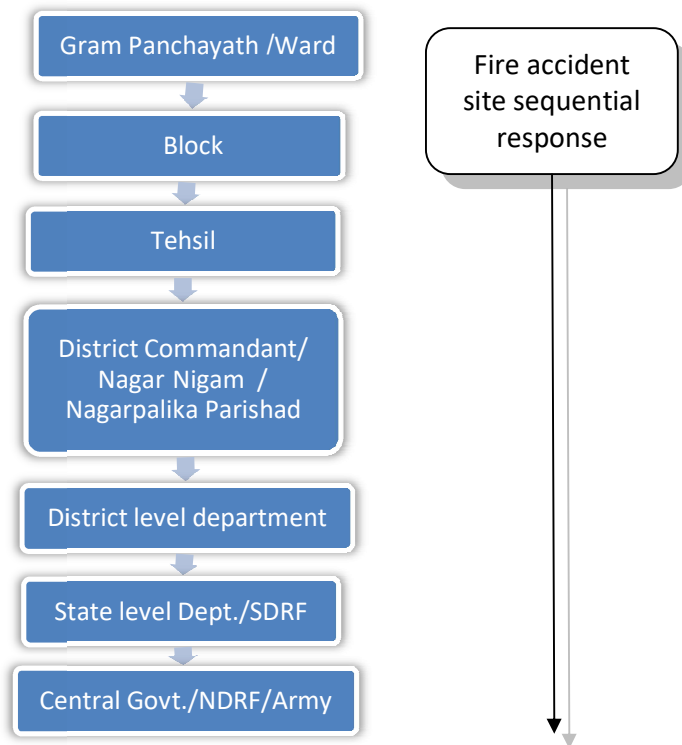 Gram Panchayath /Ward
Block
Tehsil
District Commandant/
Nagar Nigam /
Nagarpalika Parishad
District level department
State level Dept./SDRF
Central Govt./NDRF/Army
Fire accident
site sequential
response